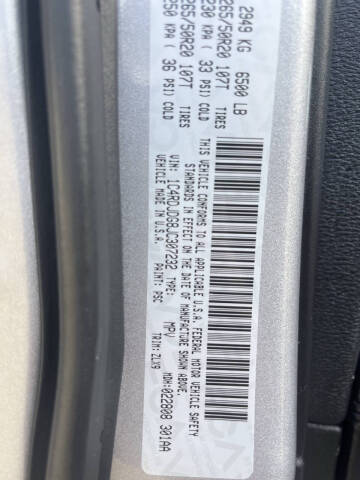 2949 KG 6500 LB
265/50R20 107T TIRES
230 KPA ( 33 PSI) COLD
265/50R20 107T TIRES
250 KPA ( 36 PSI) COLD
THIS VEHICLE CONFORMS TO ALL APPLICABLE U.S.A. FEDERAL MOTOR VEHICLE SAFETY
STANDARDS IN EFFECT ON THE DATE OF MANUFACTURE SHOWN ABOVE.
VIN: 1C4RDJDG8JC307232 TYPE: MPV
MADE IN U.S.A.
PAINT: PSC TRIM: ZLX9
MDH:022808 301AA